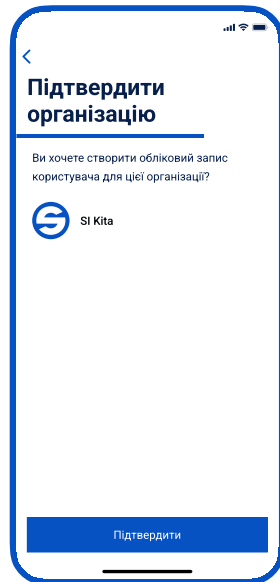 Підтвердити
організацію
Ви хочете створити обліковий запис
користувача для цієї організації?
SI Kita
Підтвердити